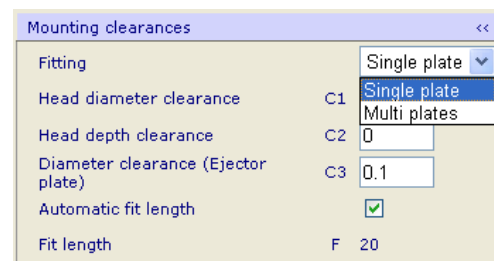 Mounting clearances <<
Fitting Single plate
Head diameter clearance C1 Single plate
Multi plates
Head depth clearance C2 0
Diameter clearance (Ejector
plate) C3 0.1
Automatic fit length
Fit length F 20